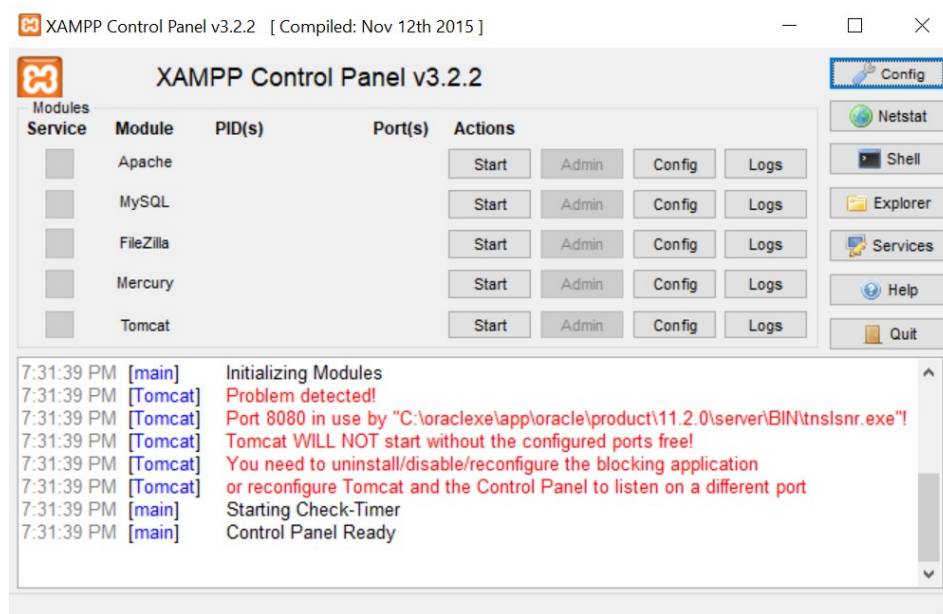 XAMPP Control Panel v3.2.2 [ Compiled: Nov 12th 2015 ]
XAMPP Control Panel v3.2.2
Config
Modules
Service Module PID(s) Port(s) Actions
Netstat
Apache Start Admin Config Logs
Shell
MySQL Start Admin Config Logs
Explorer
FileZilla Start Admin Config Logs
Services
Mercury Start Admin Config Logs
Help
Tomcat Start Admin Config Logs
Quit
7:31:39 PM [main] Initializing Modules
7:31:39 PM [Tomcat] Problem detected!
7:31:39 PM [Tomcat] Port 8080 in use by "C:\oraclexe\app\oracle\product\11.2.0\server\BIN\tnslsnr.exe"!
7:31:39 PM [Tomcat] Tomcat WILL NOT start without the configured ports free!
7:31:39 PM [Tomcat] You need to uninstall/disable/reconfigure the blocking application
7:31:39 PM [Tomcat] or reconfigure Tomcat and the Control Panel to listen on a different port
7:31:39 PM [main] Starting Check-Timer
7:31:39 PM [main] Control Panel Ready